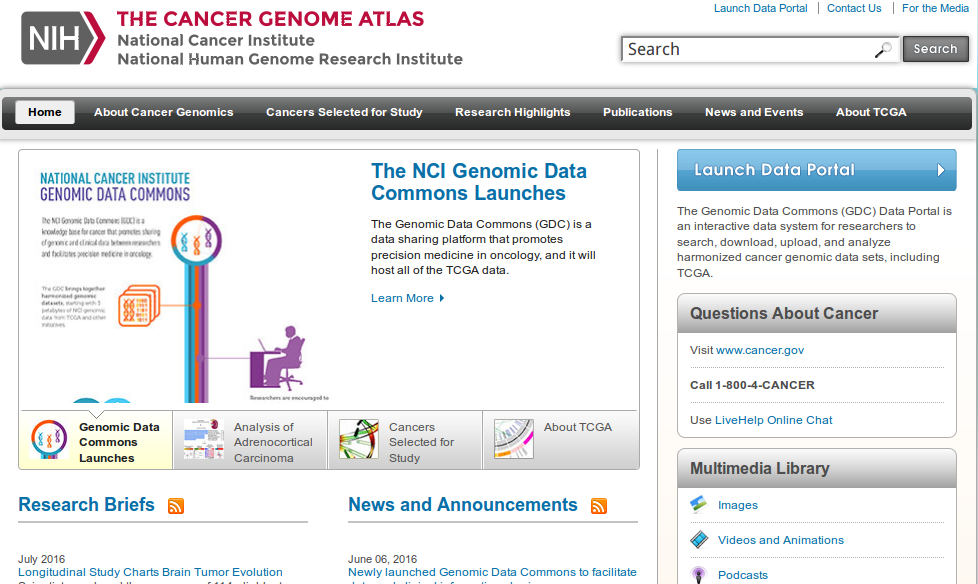 Launch Data Portal | Contact Us | For the Media
NIH
THE CANCER GENOME ATLAS
National Cancer Institute
National Human Genome Research Institute
Search
Search
Home
About Cancer Genomics
Cancers Selected for Study
Research Highlights
Publications
News and Events
About TCGA
NATIONAL CANCER INSTITUTE
GENOMIC DATA COMMONS
The NCI Genomic Data Commons (GDC) is a
knowledge base for cancer that promotes sharing
of genomic and clinical data between researchers
and facilitates precision medicine in oncology.
The GDC brings together
harmonized genomic
datasets, starting with 5
petabytes of NCI genomic
data from TCGA and other
initiatives.
Researchers are encouraged to
The NCI Genomic Data
Commons Launches
The Genomic Data Commons (GDC) is a
data sharing platform that promotes
precision medicine in oncology, and it will
host all of the TCGA data.
Learn More
Genomic Data
Commons
Launches
Analysis of
Adrenocortical
Carcinoma
Cancers
Selected for
Study
About TCGA
Launch Data Portal
The Genomic Data Commons (GDC) Data Portal is
an interactive data system for researchers to
search, download, upload, and analyze
harmonized cancer genomic data sets, including
TCGA.
Questions About Cancer
Visit www.cancer.gov
Call 1-800-4-CANCER
Use LiveHelp Online Chat
Multimedia Library
Images
Videos and Animations
Podcasts
Research Briefs
July 2016
Longitudinal Study Charts Brain Tumor Evolution
News and Announcements
June 06, 2016
Newly launched Genomic Data Commons to facilitate